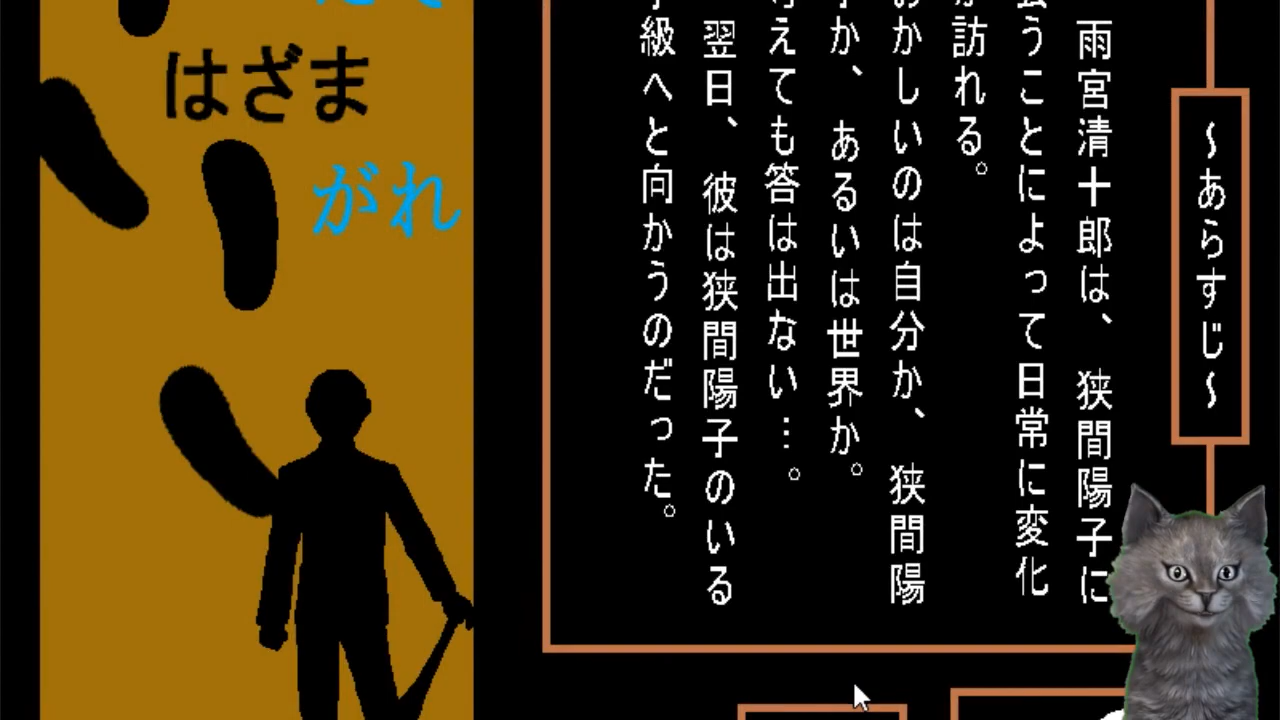 ～あらすじ～
雨宮清十郎は、狭間陽子に
うことによって日常に変化
訪れる。
おかしいのは自分か、狭間陽
か、あるいは世界か。
えても答は出ない…。
翌日、彼は狭間陽子のいる
級へと向かうのだった。
はざま
がれ